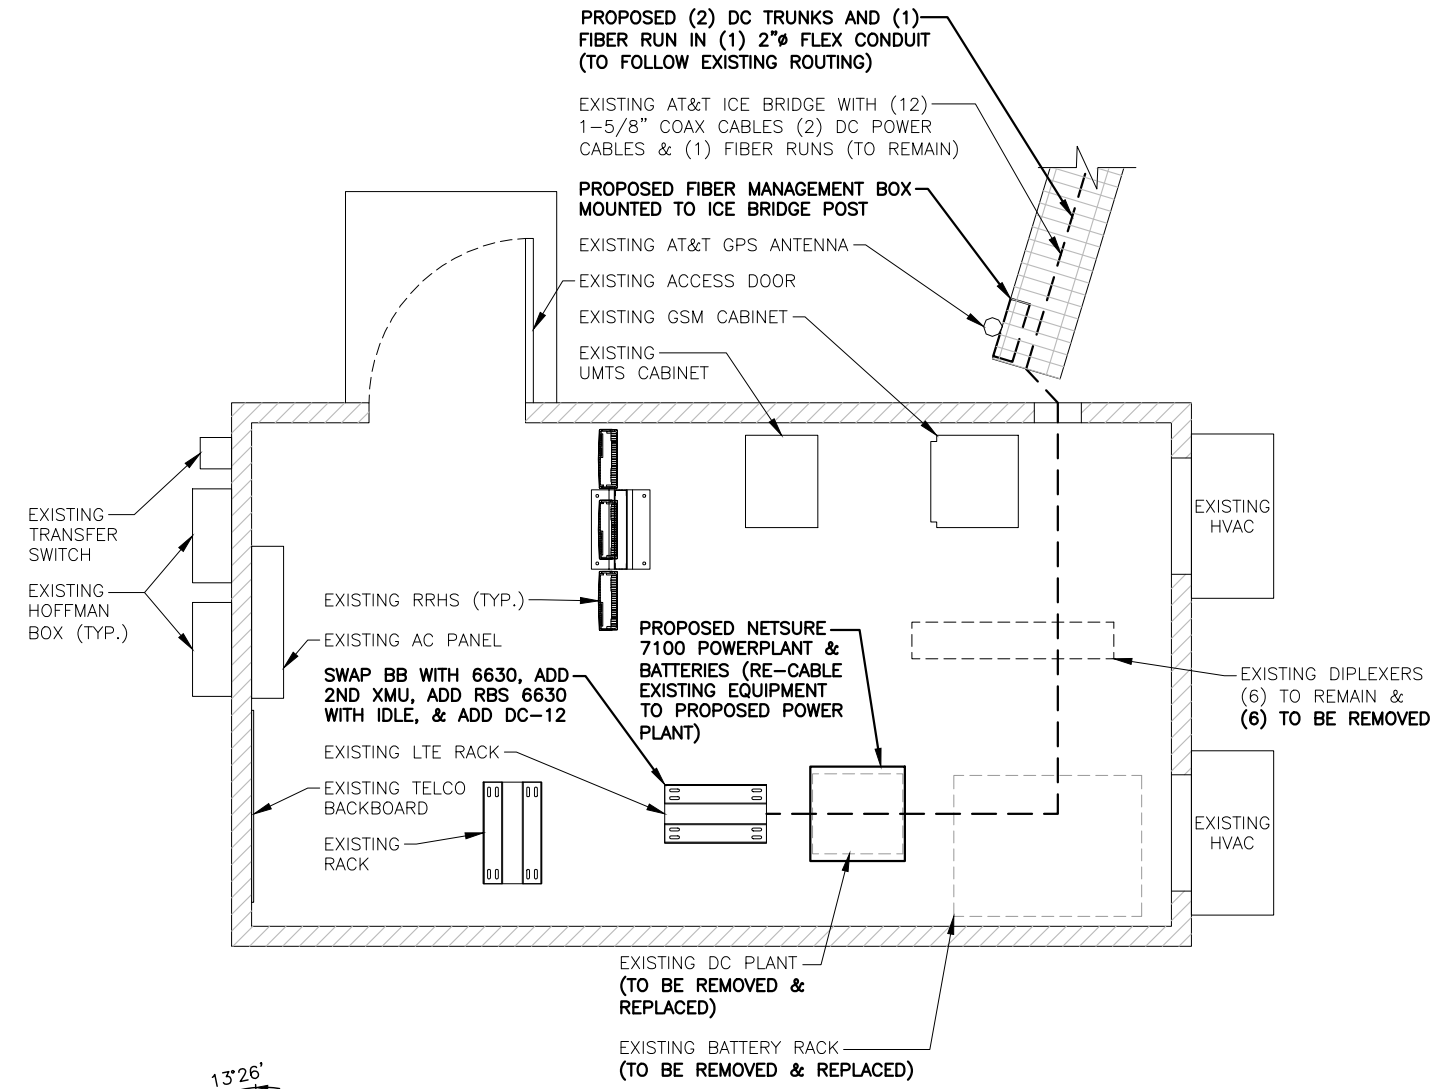 PROPOSED (2) DC TRUNKS AND (1)
FIBER RUN IN (1) 2"ø FLEX CONDUIT
(TO FOLLOW EXISTING ROUTING)
EXISTING AT&T ICE BRIDGE WITH (12)
1-5/8" COAX CABLES (2) DC POWER
CABLES & (1) FIBER RUNS (TO REMAIN)
PROPOSED FIBER MANAGEMENT BOX
MOUNTED TO ICE BRIDGE POST
EXISTING AT&T GPS ANTENNA
EXISTING ACCESS DOOR
EXISTING GSM CABINET
EXISTING
UMTS CABINET
EXISTING
TRANSFER
SWITCH
EXISTING
HOFFMAN
BOX (TYP.)
EXISTING
HVAC
EXISTING RRHS (TYP.)
EXISTING AC PANEL
SWAP BB WITH 6630, ADD
2ND XMU, ADD RBS 6630
WITH IDLE, & ADD DC-12
EXISTING LTE RACK
EXISTING TELCO
BACKBOARD
EXISTING
RACK
PROPOSED NETSURE
7100 POWERPLANT &
BATTERIES (RE-CABLE
EXISTING EQUIPMENT
TO PROPOSED POWER
PLANT)
EXISTING DIPLEXERS
(6) TO REMAIN &
(6) TO BE REMOVED
EXISTING
HVAC
EXISTING DC PLANT
(TO BE REMOVED &
REPLACED)
EXISTING BATTERY RACK
(TO BE REMOVED & REPLACED)
13°26'